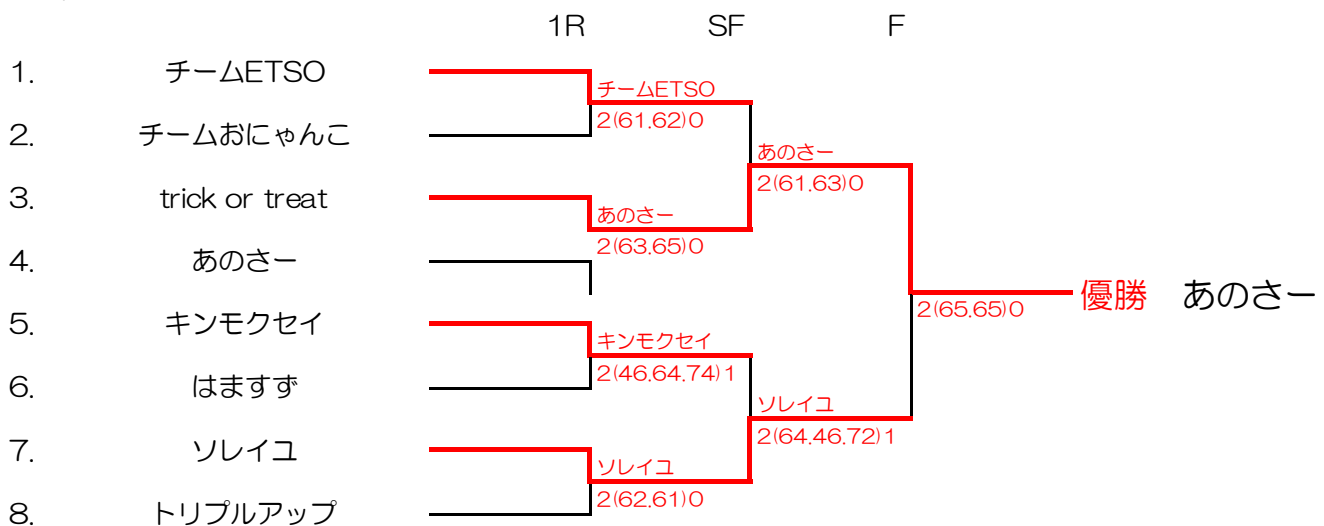 1R SF F
1. チームETSO
チームETSO
2(61.62)0
2. チームおにゃんこ
あのさー
2(61.63)0
3. trick or treat
あのさー
2(63.65)0
4. あのさー
優勝 あのさー
2(65.65)0
5. キンモクセイ
キンモクセイ
2(46.64.74)1
6. はますず
ソレイユ
2(64.46.72)1
7. ソレイユ
ソレイユ
2(62.61)0
8. トリプルアップ